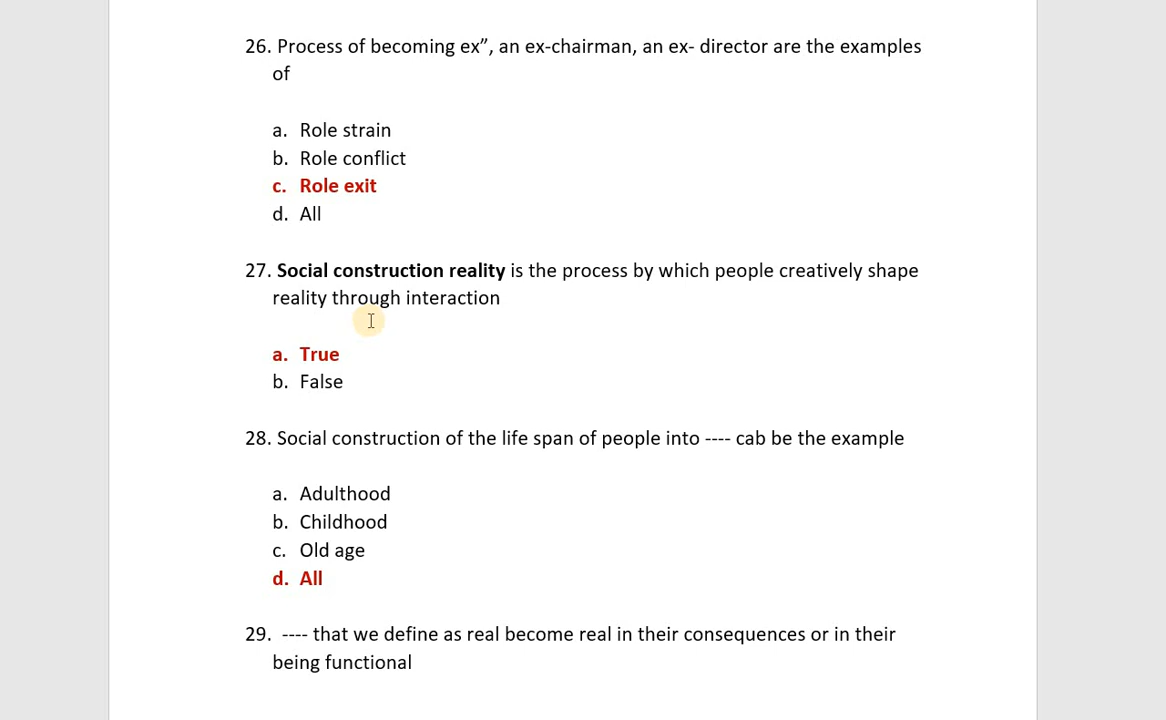 26. Process of becoming ex”, an ex-chairman, an ex- director are the examples
of
a. Role strain
b. Role conflict
c. Role exit
d. All
27. Social construction reality is the process by which people creatively shape
reality through interaction
a. True
b. False
28. Social construction of the life span of people into ---- cab be the example
a. Adulthood
b. Childhood
c. Old age
d. All
29. ---- that we define as real become real in their consequences or in their
being functional